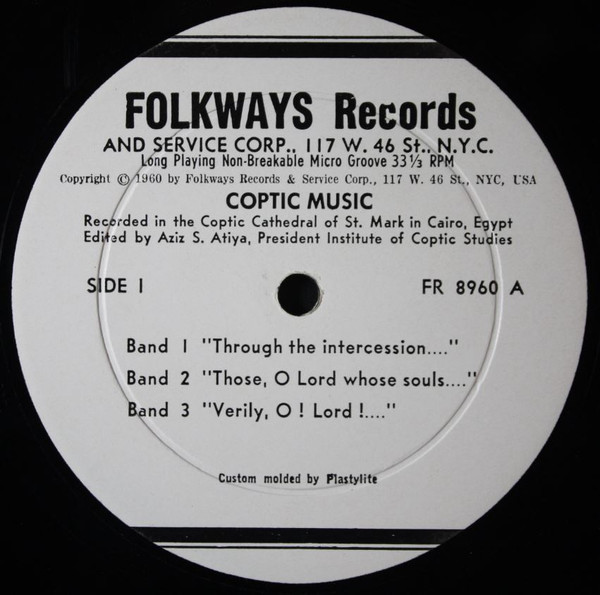 FOLKWAYS Records
AND SERVICE CORP., 117 W. 46 St., N.Y.C.
Long Playing Non-Breakable Micro Groove 33⅓ RPM
Copyright © 1960 by Folkways Records & Service Corp., 117 W. 46 St., NYC, USA
COPTIC MUSIC
Recorded in the Coptic Cathedral of St. Mark in Cairo, Egypt
Edited by Aziz S. Atiya, President Institute of Coptic Studies
SIDE I FR 8960 A
Band 1 "Through the intercession...."
Band 2 "Those, O Lord whose souls...."
Band 3 "Verily, O ! Lord !...."
Custom molded by Plastylite